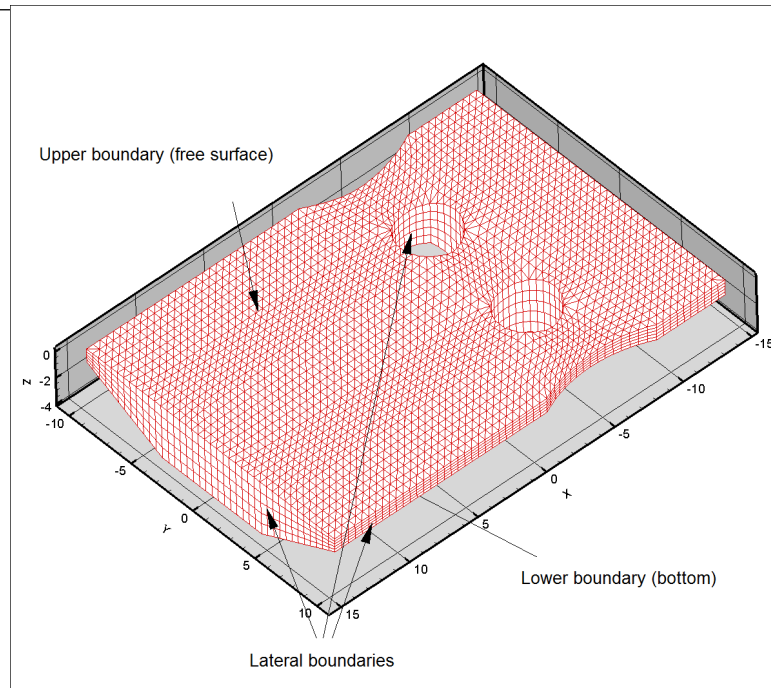 Upper boundary (free surface)
0
-2
-4
Z
-10
-5
0
5
10
Y
15
10
5
0
-5
-10
-15
X
Lower boundary (bottom)
Lateral boundaries